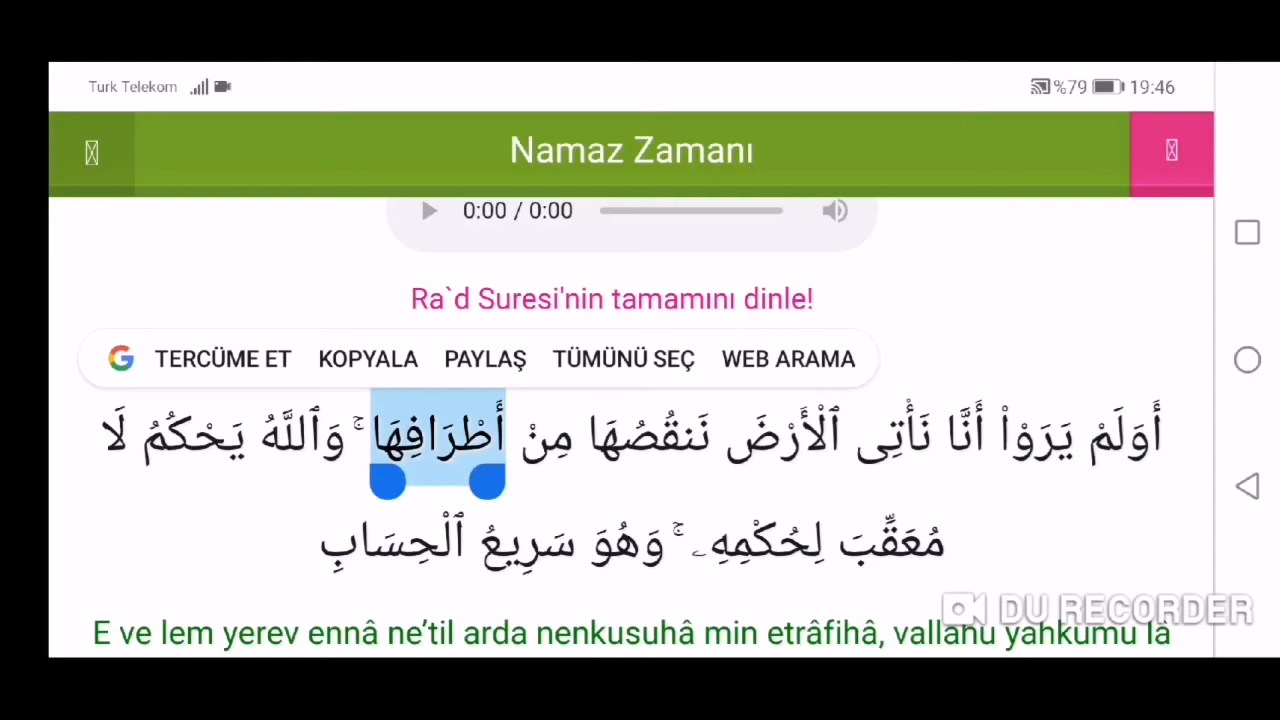 Turk Telekom
%79 19:46
Namaz Zamanı
0:00 / 0:00
Ra`d Suresi'nin tamamını dinle!
TERCÜME ET KOPYALA PAYLAŞ TÜMÜNÜ SEÇ WEB ARAMA
أَوَلَمْ يَرَوْا۟ أَنَّا نَأْتِى ٱلْأَرْضَ نَنقُصُهَا مِنْ أَطْرَافِهَا ۚ وَٱللَّهُ يَحْكُمُ لَا
مُعَقِّبَ لِحُكْمِهِۦ ۚ وَهُوَ سَرِيعُ ٱلْحِسَابِ
DU RECORDER
E ve lem yerev ennâ ne’til arda nenkusuhâ min etrâfihâ, vallâhu yahkumu lâ